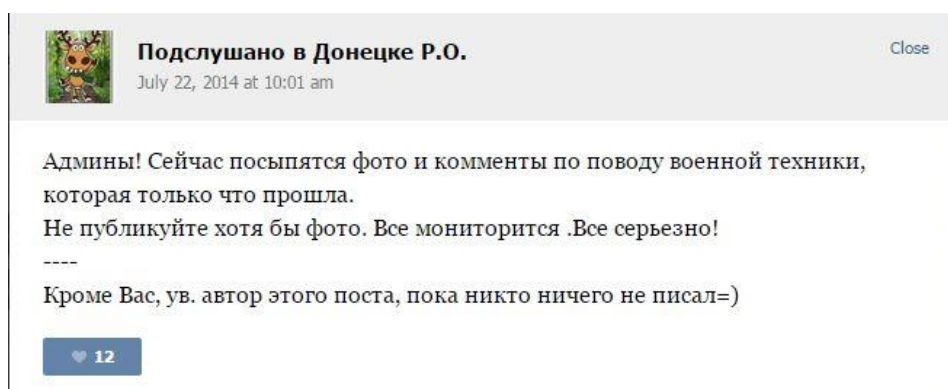 Подслушано в Донецке Р.О.
Close
July 22, 2014 at 10:01 am
Админы! Сейчас посыпятся фото и комменты по поводу военной техники,
которая только что прошла.
Не публикуйте хотя бы фото. Все мониторится .Все серьезно!
----
Кроме Вас, ув. автор этого поста, пока никто ничего не писал=)
12